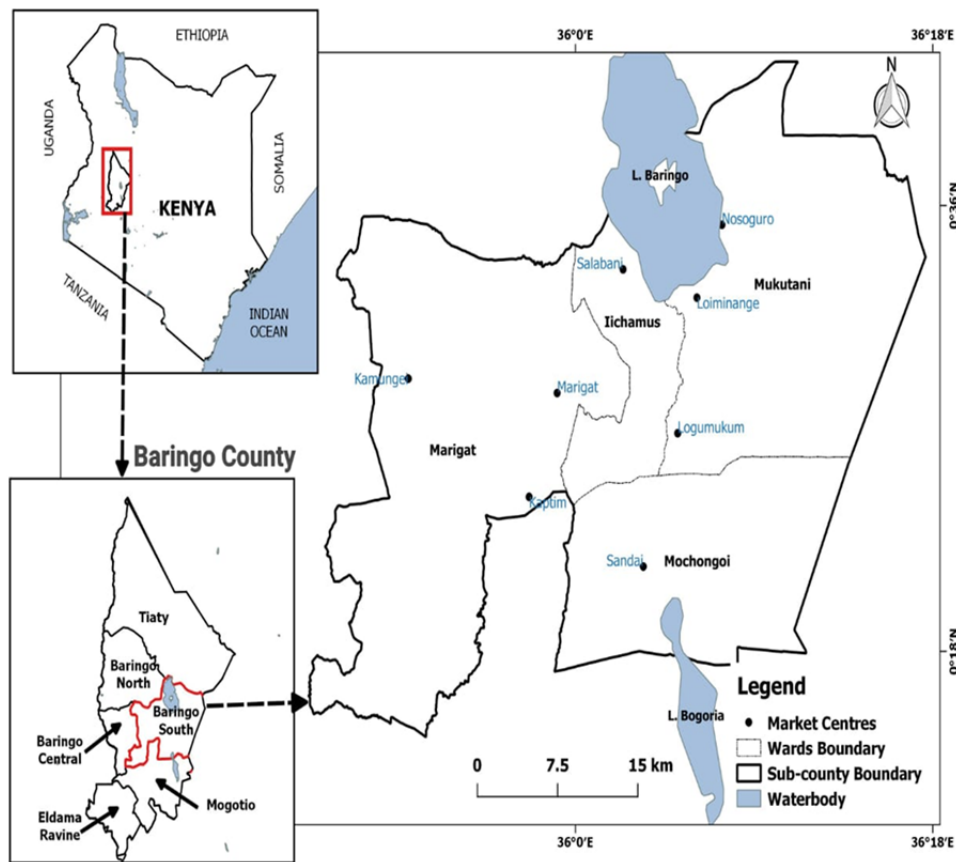 ETHIOPIA
UGANDA
SOMALIA
KENYA
TANZANIA
INDIAN
OCEAN
Baringo County
Tiaty
Baringo
North
Baringo
South
Baringo
Central
Mogotio
Eldama
Ravine
36°0'E
36°18'E
N
L. Baringo
0°36'N
Nosoguro
Salabani
Mukutani
Loiminange
Iichamus
Kamunge
Marigat
Logumukum
Marigat
Kaptim
Sandai
Mochongoi
0°18'N
L. Bogoria
Legend
Market Centres
Wards Boundary
Sub-county Boundary
Waterbody
0
7.5
15 km
36°0'E
36°18'E